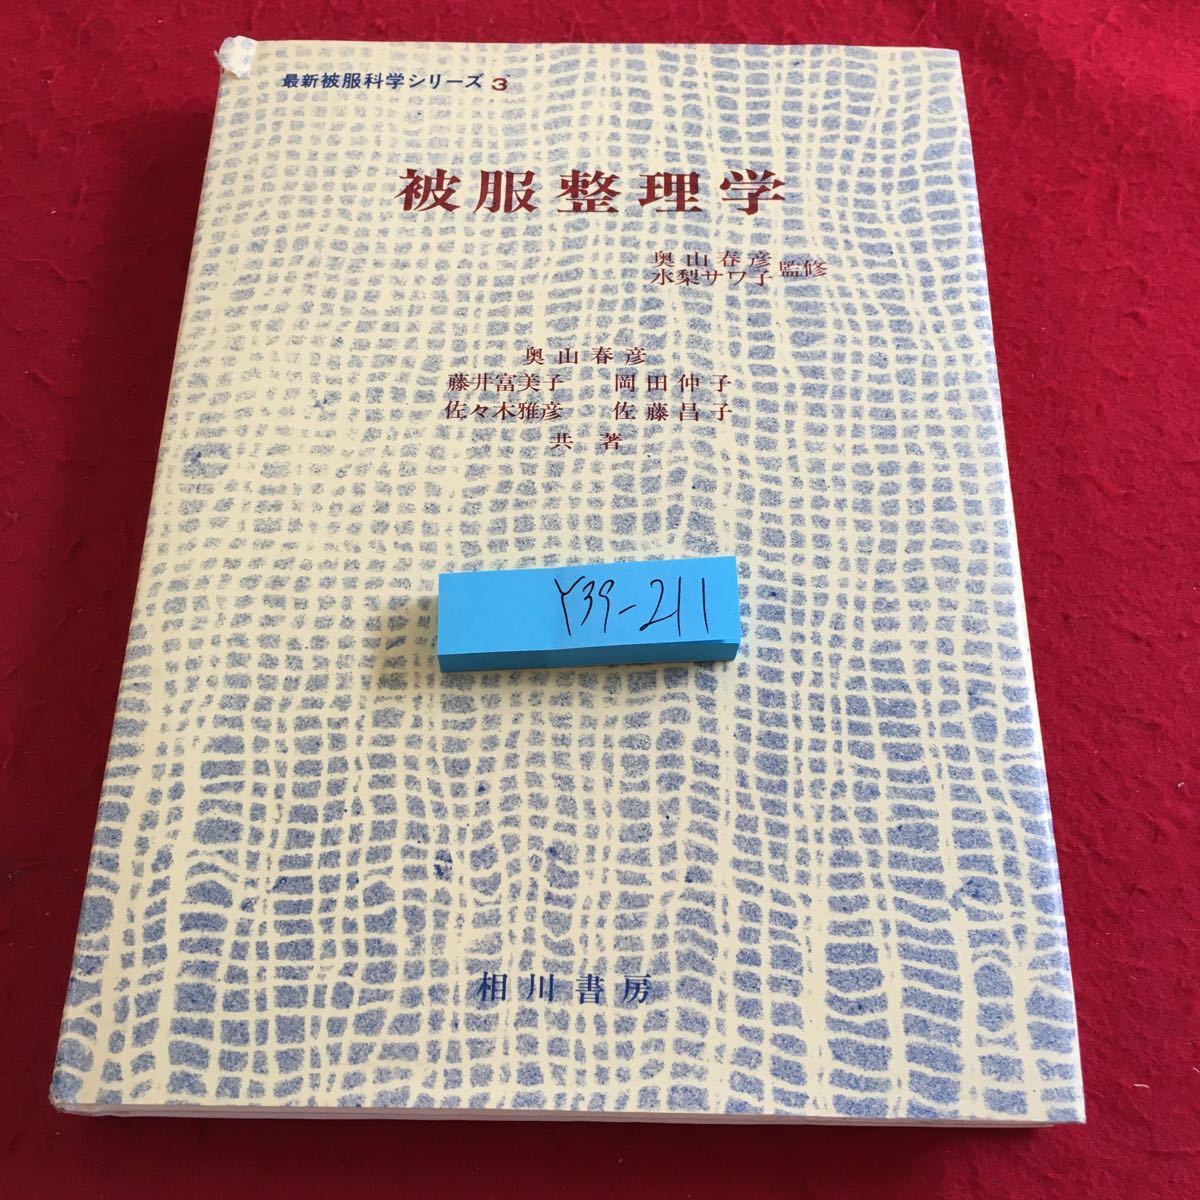 最新被服科学シリーズ 3
被服整理学
奥山春彦
水梨サワ子 監修
奥山春彦
藤井富美子 岡田伸子
佐々木雅彦 佐藤昌子
共著
Y39-211
相川書房